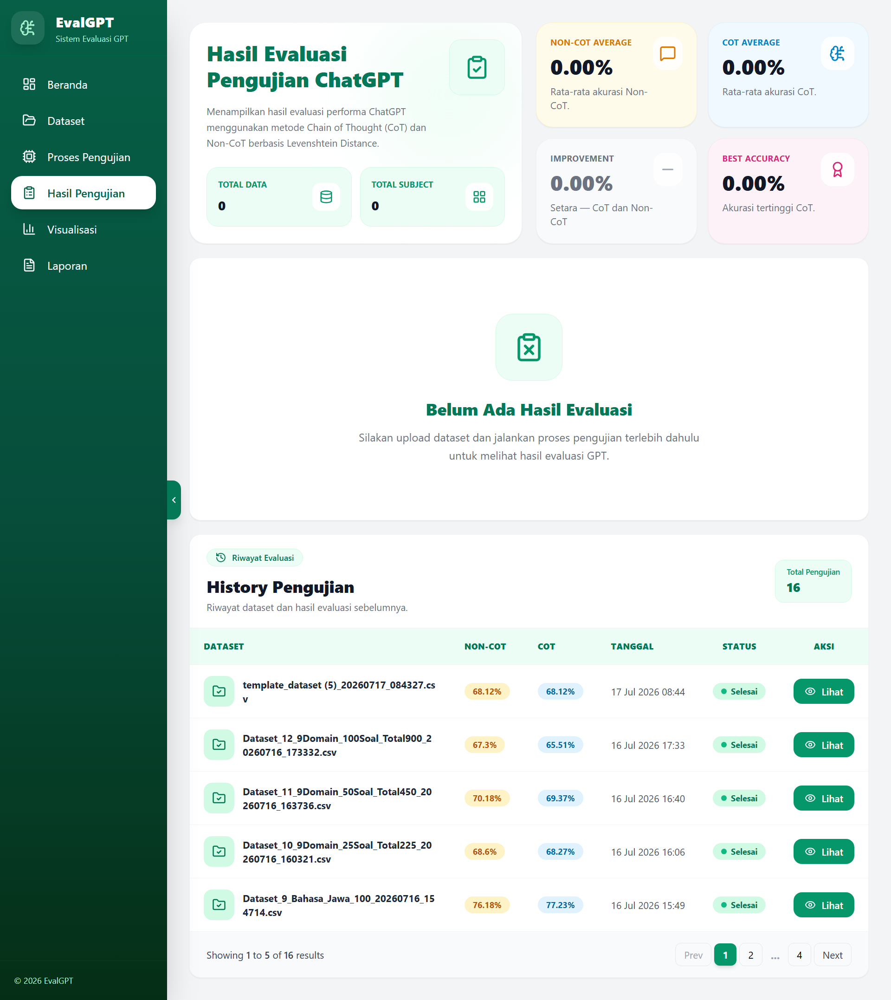 EvalGPT
Sistem Evaluasi GPT
Beranda
Dataset
Proses Pengujian
Hasil Pengujian
Visualisasi
Laporan
© 2026 EvalGPT
Hasil Evaluasi
Pengujian ChatGPT
Menampilkan hasil evaluasi performa ChatGPT
menggunakan metode Chain of Thought (CoT) dan
Non-CoT berbasis Levenshtein Distance.
TOTAL DATA
0
TOTAL SUBJECT
0
NON-COT AVERAGE
0.00%
Rata-rata akurasi Non-
CoT.
COT AVERAGE
0.00%
Rata-rata akurasi CoT.
IMPROVEMENT
0.00%
Setara — CoT dan Non-
CoT
BEST ACCURACY
0.00%
Akurasi tertinggi CoT.
Belum Ada Hasil Evaluasi
Silakan upload dataset dan jalankan proses pengujian terlebih dahulu
untuk melihat hasil evaluasi GPT.
Riwayat Evaluasi
History Pengujian
Riwayat dataset dan hasil evaluasi sebelumnya.
Total Pengujian
16
DATASET NON-COT COT TANGGAL STATUS AKSI
template_dataset (5)_20260717_084327.cs
v
68.12% 68.12% 17 Jul 2026 08:44 Selesai Lihat
Dataset_12_9Domain_100Soal_Total900_2
0260716_173332.csv
67.3% 65.51% 16 Jul 2026 17:33 Selesai Lihat
Dataset_11_9Domain_50Soal_Total450_20
260716_163736.csv
70.18% 69.37% 16 Jul 2026 16:40 Selesai Lihat
Dataset_10_9Domain_25Soal_Total225_20
260716_160321.csv
68.6% 68.27% 16 Jul 2026 16:06 Selesai Lihat
Dataset_9_Bahasa_Jawa_100_20260716_15
4714.csv
76.18% 77.23% 16 Jul 2026 15:49 Selesai Lihat
Showing 1 to 5 of 16 results
Prev 1 2 ... 4 Next